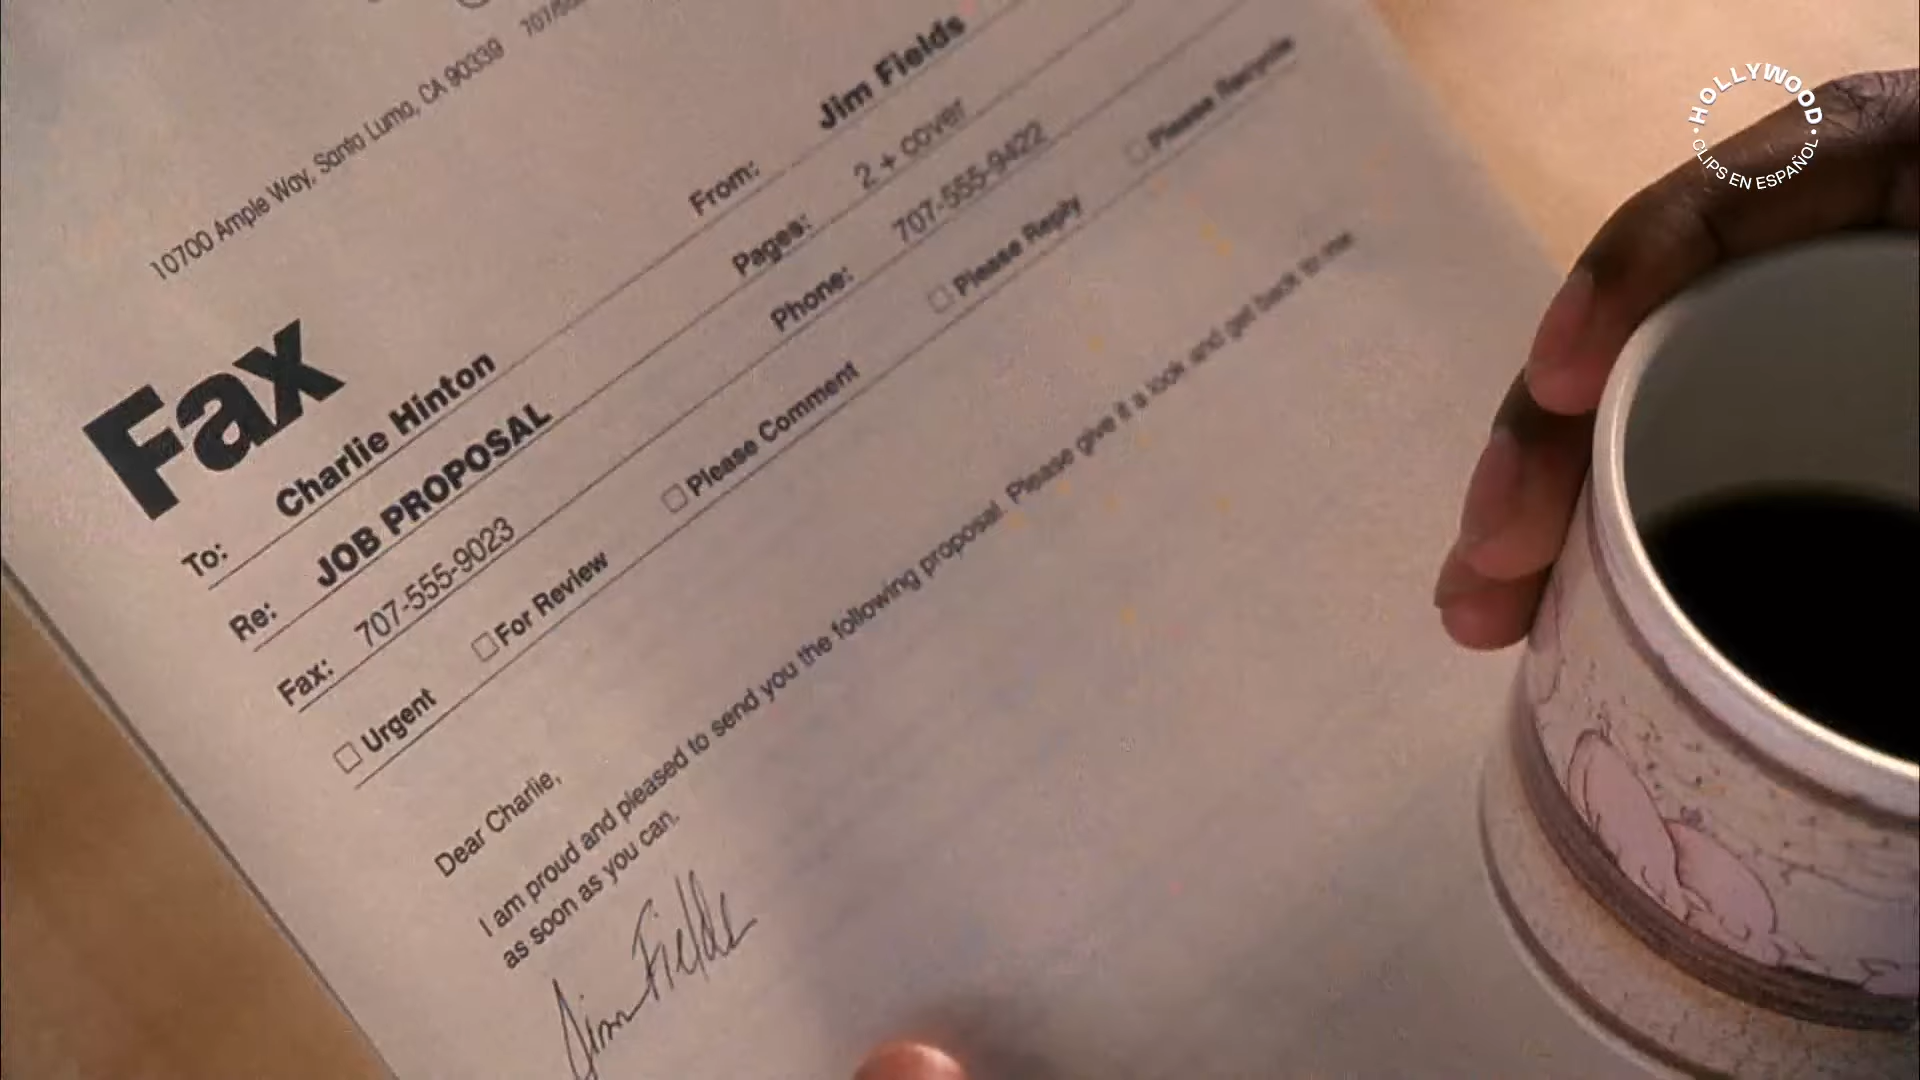 10700 Ample Way, Santa Luma, CA 90339
Fax
To: Charlie Hinton From: Jim Fields
Re: JOB PROPOSAL Pages: 2 + cover
Fax: 707-555-9023 Phone: 707-555-9422
Urgent For Review Please Comment Please Reply Please Recycle
Dear Charlie,
I am proud and pleased to send you the following proposal. Please give it a look and get back to me
as soon as you can.
Jim Fields
HOLLYWOOD
CLIPS EN ESPAÑOL